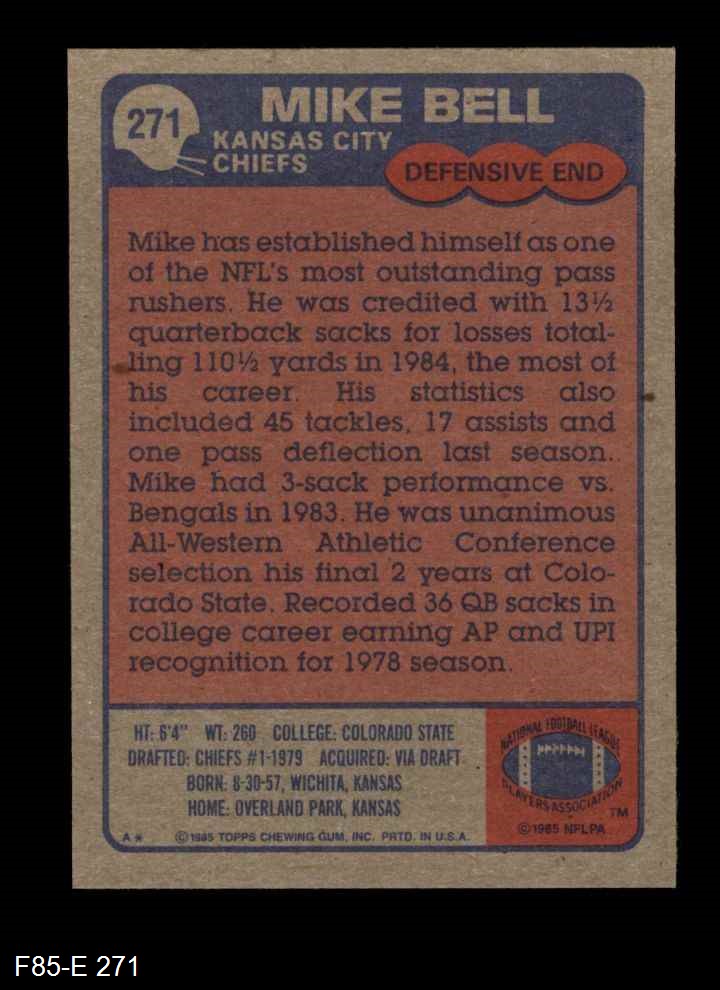 271
MIKE BELL
KANSAS CITY
CHIEFS
DEFENSIVE END
Mike has established himself as one
of the NFL's most outstanding pass
rushers. He was credited with 13½
quarterback sacks for losses total-
ling 110½ yards in 1984, the most of
his career. His statistics also
included 45 tackles, 17 assists and
one pass deflection last season.
Mike had 3-sack performance vs.
Bengals in 1983. He was unanimous
All-Western Athletic Conference
selection his final 2 years at Colo-
rado State. Recorded 36 QB sacks in
college career earning AP and UPI
recognition for 1978 season.
HT: 6'4" WT: 260 COLLEGE: COLORADO STATE
DRAFTED: CHIEFS #1-1979 ACQUIRED: VIA DRAFT
BORN: 8-30-57, WICHITA, KANSAS
HOME: OVERLAND PARK, KANSAS
A* ©1985 TOPPS CHEWING GUM, INC. PRTD. IN U.S.A.
NATIONAL FOOTBALL LEAGUE
PLAYERS ASSOCIATION
TM
©1985 NFLPA
F85-E 271